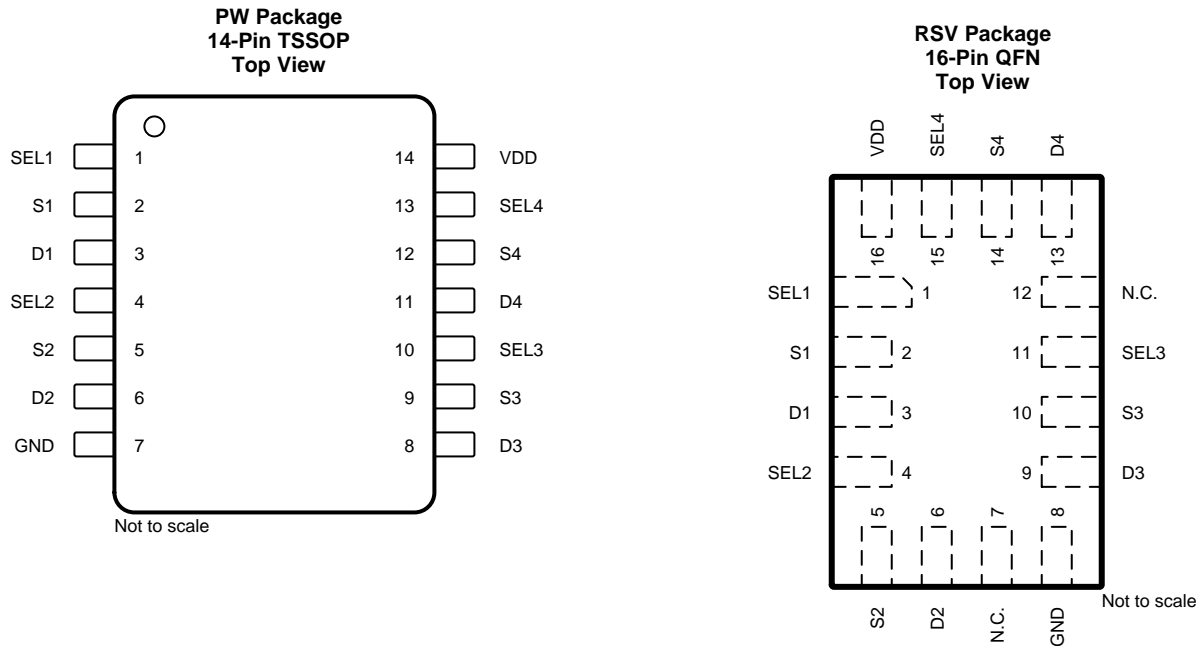 PW Package
14-Pin TSSOP
Top View
SEL1 1
S1 2
D1 3
SEL2 4
S2 5
D2 6
GND 7
14 VDD
13 SEL4
12 S4
11 D4
10 SEL3
9 S3
8 D3
Not to scale
RSV Package
16-Pin QFN
Top View
VDD
SEL4
S4
D4
16
15
14
13
SEL1 1
S1 2
D1 3
SEL2 4
12 N.C.
11 SEL3
10 S3
9 D3
5
6
7
8
S2
D2
N.C.
GND
Not to scale